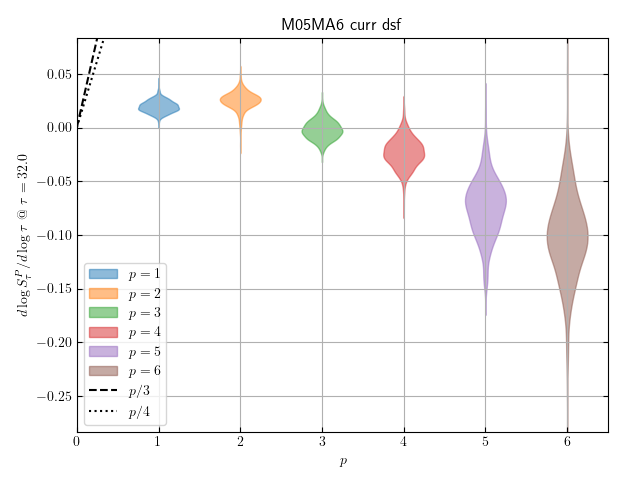 M05MA6 curr dsf
d log S_τ^P / d log τ @ τ = 32.0
0.05
0.00
−0.05
−0.10
−0.15
−0.20
−0.25
p = 1
p = 2
p = 3
p = 4
p = 5
p = 6
p/3
p/4
0 1 2 3 4 5 6
p